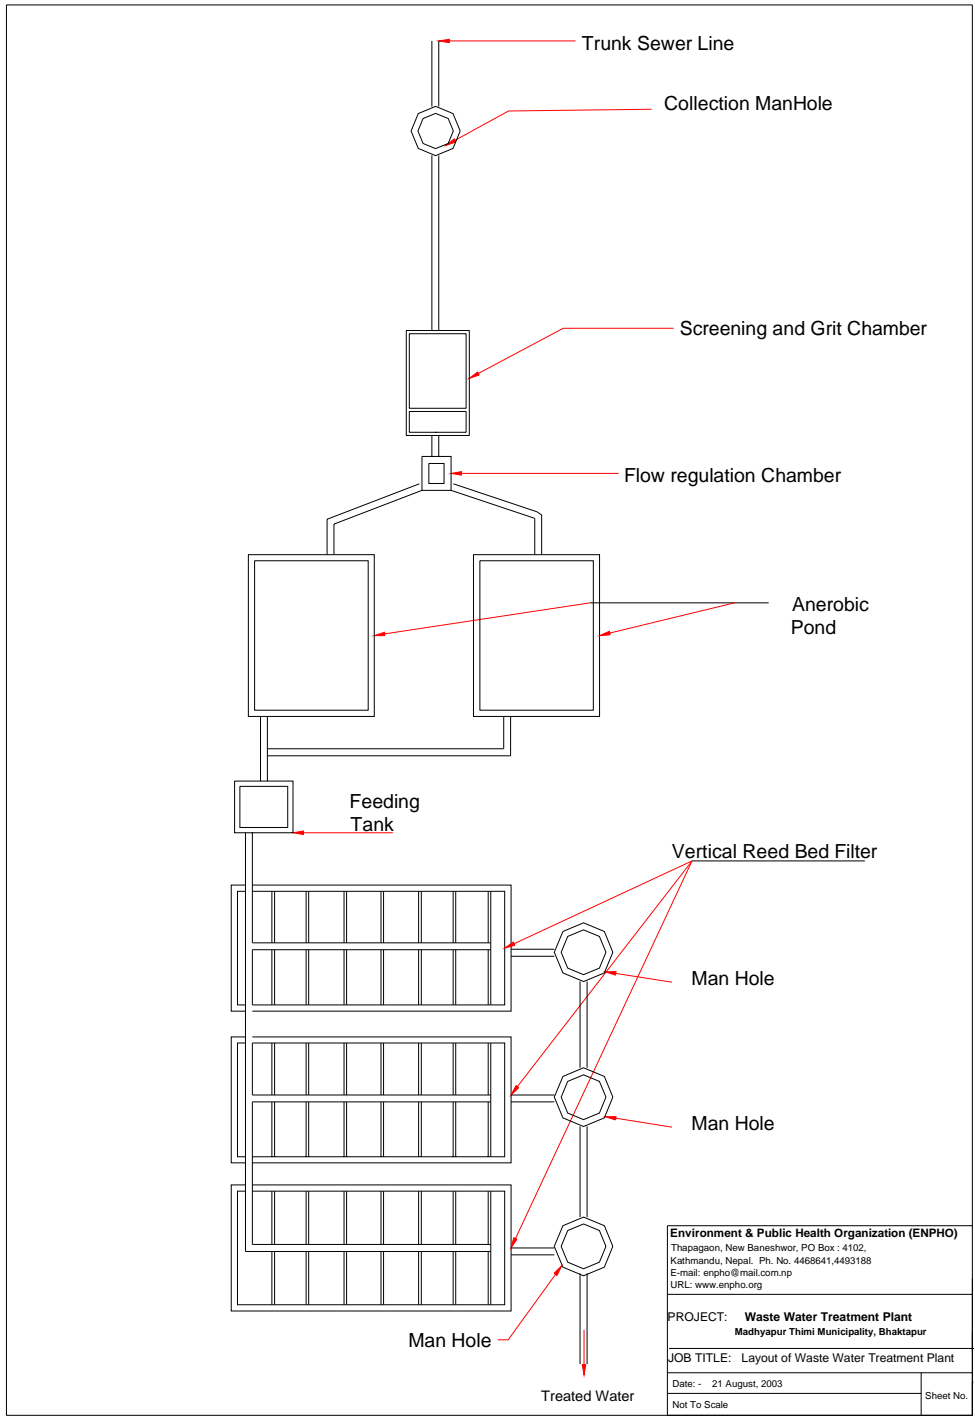 Trunk Sewer Line
Collection ManHole
Screening and Grit Chamber
Flow regulation Chamber
Anerobic
Pond
Feeding
Tank
Vertical Reed Bed Filter
Man Hole
Man Hole
Man Hole
Treated Water
Environment & Public Health Organization (ENPHO)
Thapagaon, New Baneshwor, PO Box : 4102,
Kathmandu, Nepal. Ph. No. 4468641,4493188
E-mail: enpho@mail.com.np
URL: www.enpho.org
PROJECT: Waste Water Treatment Plant
Madhyapur Thimi Municipality, Bhaktapur
JOB TITLE: Layout of Waste Water Treatment Plant
Date: - 21 August, 2003
Not To Scale
Sheet No.